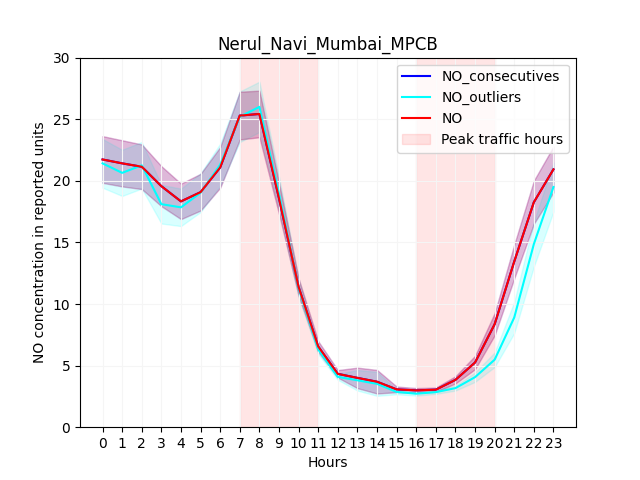 Nerul_Navi_Mumbai_MPCB
NO concentration in reported units
30
25
20
15
10
5
0
NO_consecutives
NO_outliers
NO
Peak traffic hours
0 1 2 3 4 5 6 7 8 9 10 11 12 13 14 15 16 17 18 19 20 21 22 23
Hours